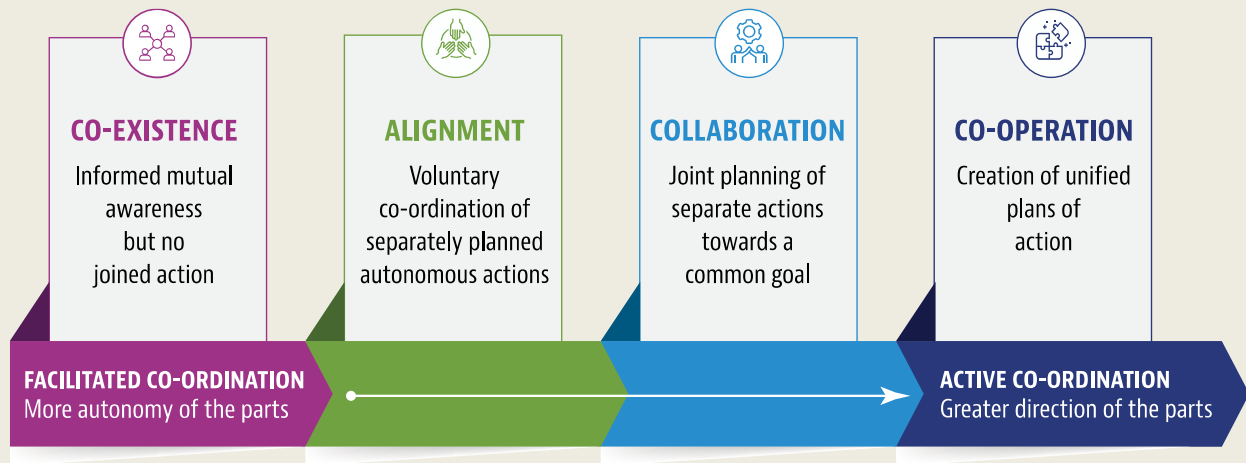 CO-EXISTENCE
Informed mutual
awareness
but no
joined action
ALIGNMENT
Voluntary
co-ordination of
separately planned
autonomous actions
COLLABORATION
Joint planning of
separate actions
towards a
common goal
CO-OPERATION
Creation of unified
plans of
action
FACILITATED CO-ORDINATION
More autonomy of the parts
ACTIVE CO-ORDINATION
Greater direction of the parts